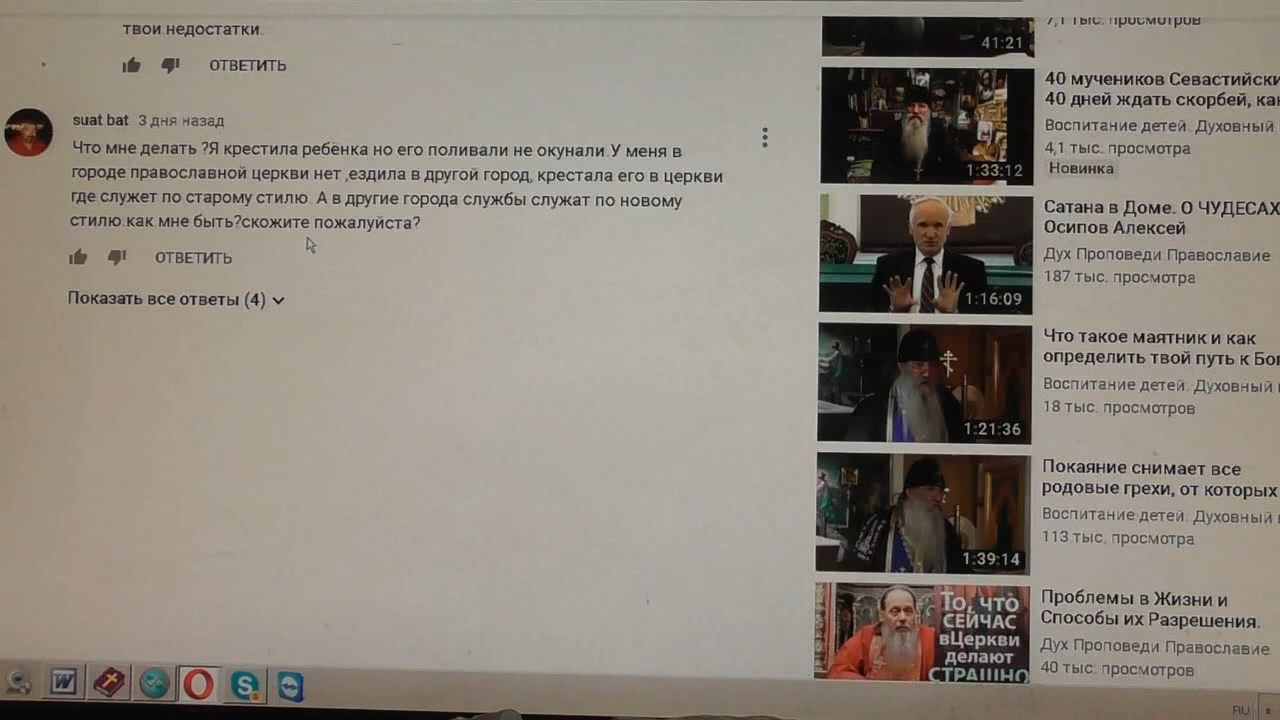 твои недостатки.
ОТВЕТИТЬ
suat bat 3 дня назад
Что мне делать ?Я крестила ребёнка но его поливали не окунали.У меня в
городе православной церкви нет ,ездила в другой город, крестала его в церкви
где служет по старому стилю. А в другие города службы служат по новому
стилю.как мне быть?скожите пожалуйста?
ОТВЕТИТЬ
Показать все ответы (4)
7,1 тыс. просмотров
41:21
40 мучеников Севастийски
40 дней ждать скорбей, как
Воспитание детей. Духовный
4,1 тыс. просмотра
Новинка
1:33:12
Сатана в Доме. О ЧУДЕСАХ
Осипов Алексей
Дух Проповеди Православие
187 тыс. просмотра
1:16:09
Что такое маятник и как
определить твой путь к Бог
Воспитание детей. Духовный
18 тыс. просмотров
1:21:36
Покаяние снимает все
родовые грехи, от которых
Воспитание детей. Духовный
113 тыс. просмотра
1:39:14
То, что
СЕЙЧАС
вЦеркви
делают
СТРАШНО
Проблемы в Жизни и
Способы их Разрешения.
Дух Проповеди Православие
40 тыс. просмотров
RU